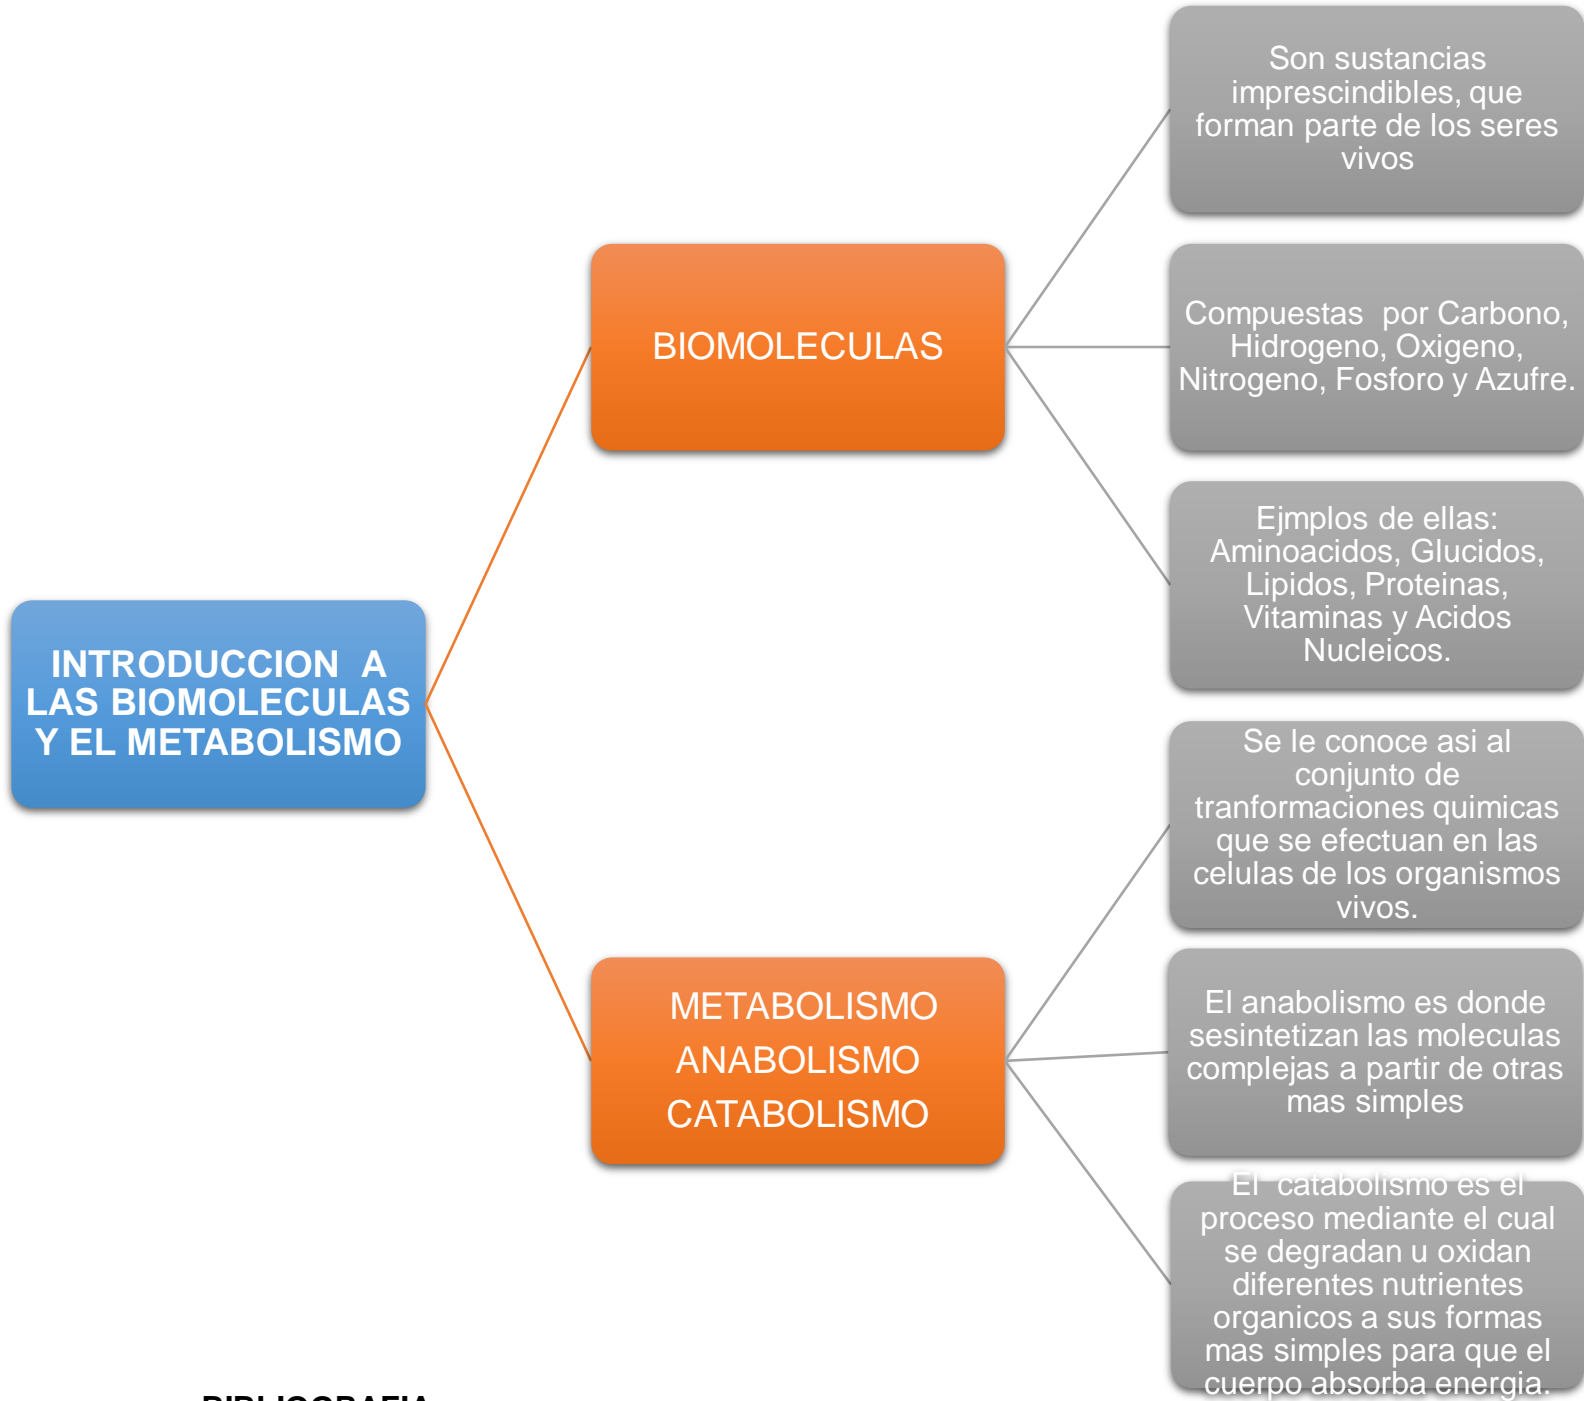 INTRODUCCION A
LAS BIOMOLECULAS
Y EL METABOLISMO
BIOMOLECULAS
Son sustancias
imprescindibles, que
forman parte de los seres
vivos
Compuestas por Carbono,
Hidrogeno, Oxigeno,
Nitrogeno, Fosforo y Azufre.
Ejmplos de ellas:
Aminoacidos, Glucidos,
Lipidos, Proteinas,
Vitaminas y Acidos
Nucleicos.
METABOLISMO
ANABOLISMO
CATABOLISMO
Se le conoce asi al
conjunto de
tranformaciones quimicas
que se efectuan en las
celulas de los organismos
vivos.
El anabolismo es donde
sesintetizan las moleculas
complejas a partir de otras
mas simples
El catabolismo es el
proceso mediante el cual
se degradan u oxidan
diferentes nutrientes
organicos a sus formas
mas simples para que el
cuerpo absorba energia.
BIBLIOGRAFIA